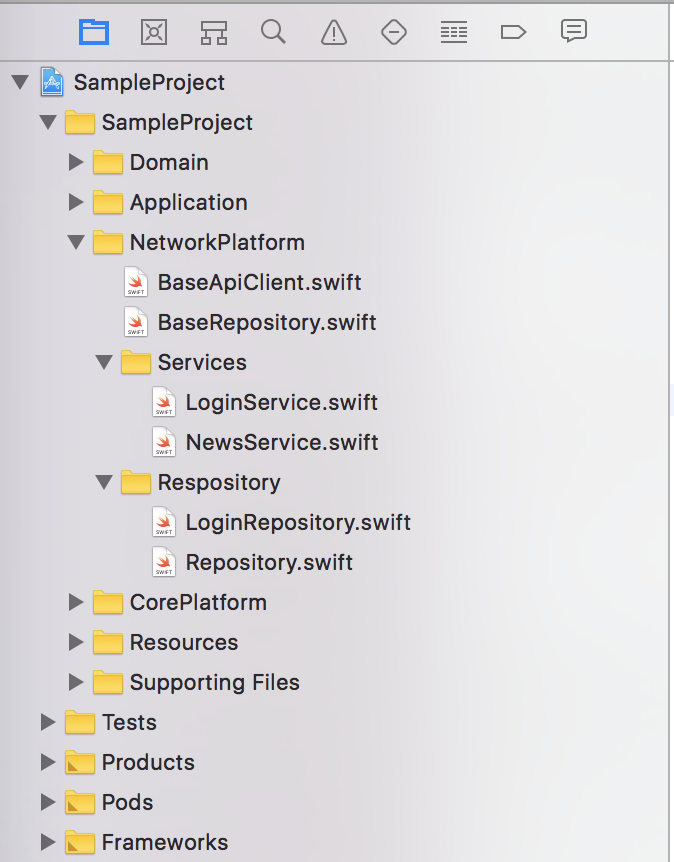 SampleProject
SampleProject
Domain
Application
NetworkPlatform
BaseApiClient.swift
BaseRepository.swift
Services
LoginService.swift
NewsService.swift
Respository
LoginRepository.swift
Repository.swift
CorePlatform
Resources
Supporting Files
Tests
Products
Pods
Frameworks